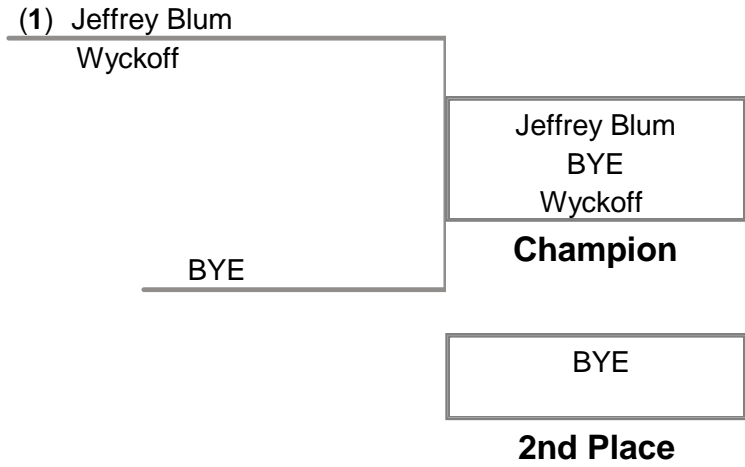 (1) Jeffrey Blum
Wyckoff
Jeffrey Blum
BYE
Wyckoff
Champion
BYE
BYE
2nd Place